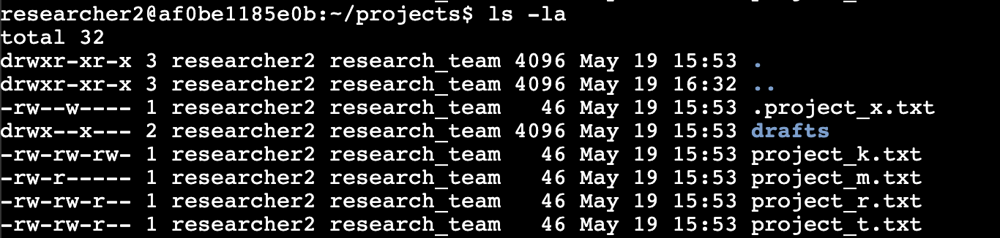 researcher2@af0be1185e0b:~/projects$ ls -la
total 32
drwxr-xr-x 3 researcher2 research_team 4096 May 19 15:53 .
drwxr-xr-x 3 researcher2 research_team 4096 May 19 16:32 ..
-rw--w---- 1 researcher2 research_team   46 May 19 15:53 .project_x.txt
drwx--x--- 2 researcher2 research_team 4096 May 19 15:53 drafts
-rw-rw-rw- 1 researcher2 research_team   46 May 19 15:53 project_k.txt
-rw-r----- 1 researcher2 research_team   46 May 19 15:53 project_m.txt
-rw-rw-r-- 1 researcher2 research_team   46 May 19 15:53 project_r.txt
-rw-rw-r-- 1 researcher2 research_team   46 May 19 15:53 project_t.txt